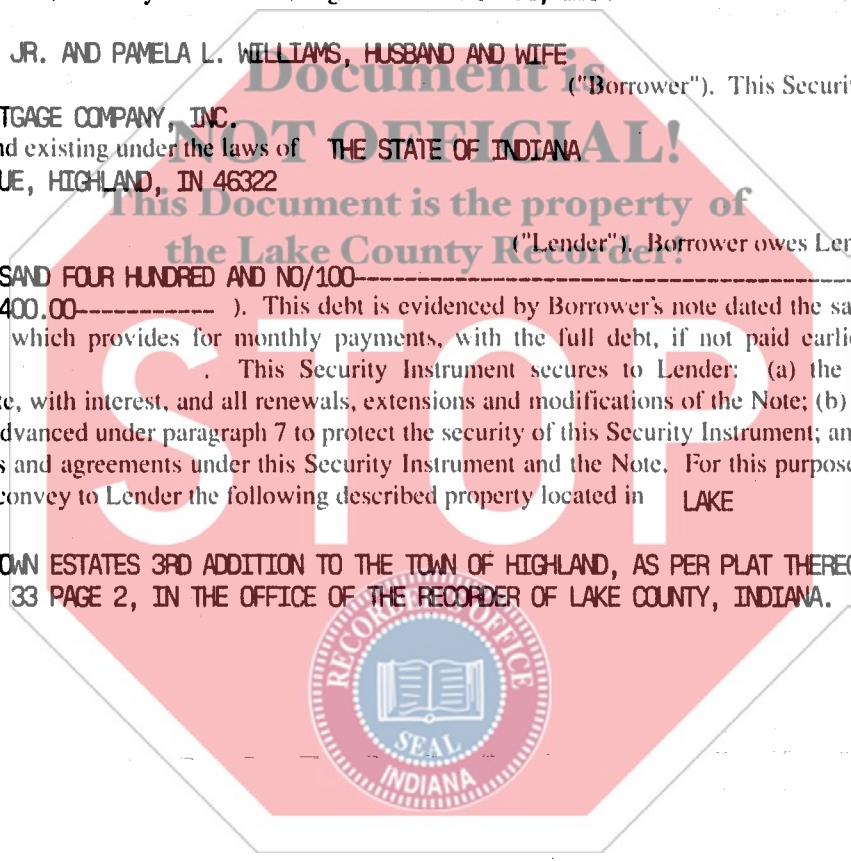 JR. AND PAMELA L. WILLIAMS, HUSBAND AND WIFE
Document is
("Borrower"). This Securi
TGAGE COMPANY, INC.
NOT OFFICIAL!
nd existing under the laws of THE STATE OF INDIANA
UE, HIGHLAND, IN 46322
This Document is the property of
the Lake County Recorder!
("Lender"). Borrower owes Len
SAND FOUR HUNDRED AND NO/100------------------------------------------------
400.00------------ ). This debt is evidenced by Borrower's note dated the sa
which provides for monthly payments, with the full debt, if not paid earlie
. This Security Instrument secures to Lender: (a) the
e, with interest, and all renewals, extensions and modifications of the Note; (b)
dvanced under paragraph 7 to protect the security of this Security Instrument; an
s and agreements under this Security Instrument and the Note. For this purpose
convey to Lender the following described property located in LAKE
STOP
OWN ESTATES 3RD ADDITION TO THE TOWN OF HIGHLAND, AS PER PLAT THEREO
33 PAGE 2, IN THE OFFICE OF THE RECORDER OF LAKE COUNTY, INDIANA.
RECORDER'S OFFICE
SEAL
INDIANA